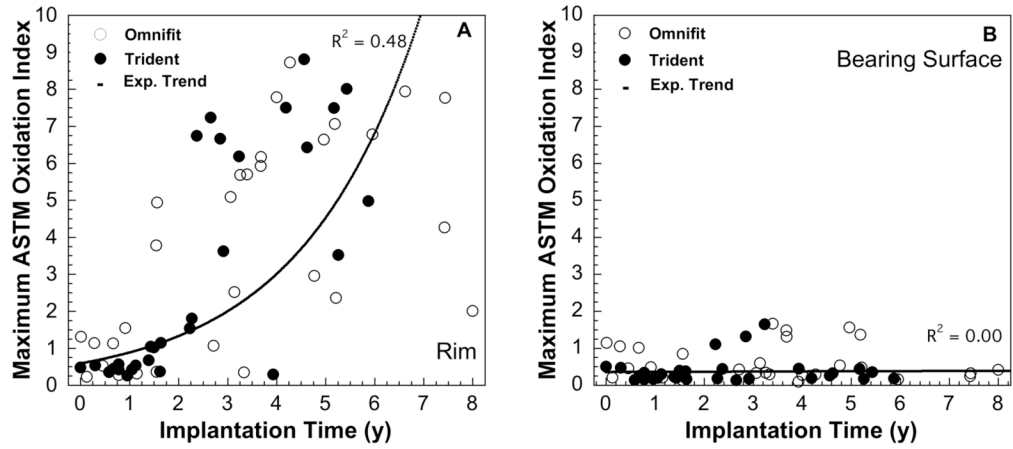 Maximum ASTM Oxidation Index
10
9
8
7
6
5
4
3
2
1
0
Omnifit
Trident
Exp. Trend
R² = 0.48
A
Rim
0 1 2 3 4 5 6 7 8
Implantation Time (y)
Maximum ASTM Oxidation Index
10
9
8
7
6
5
4
3
2
1
0
Omnifit
Trident
Exp. Trend
B
Bearing Surface
R² = 0.00
0 1 2 3 4 5 6 7 8
Implantation Time (y)